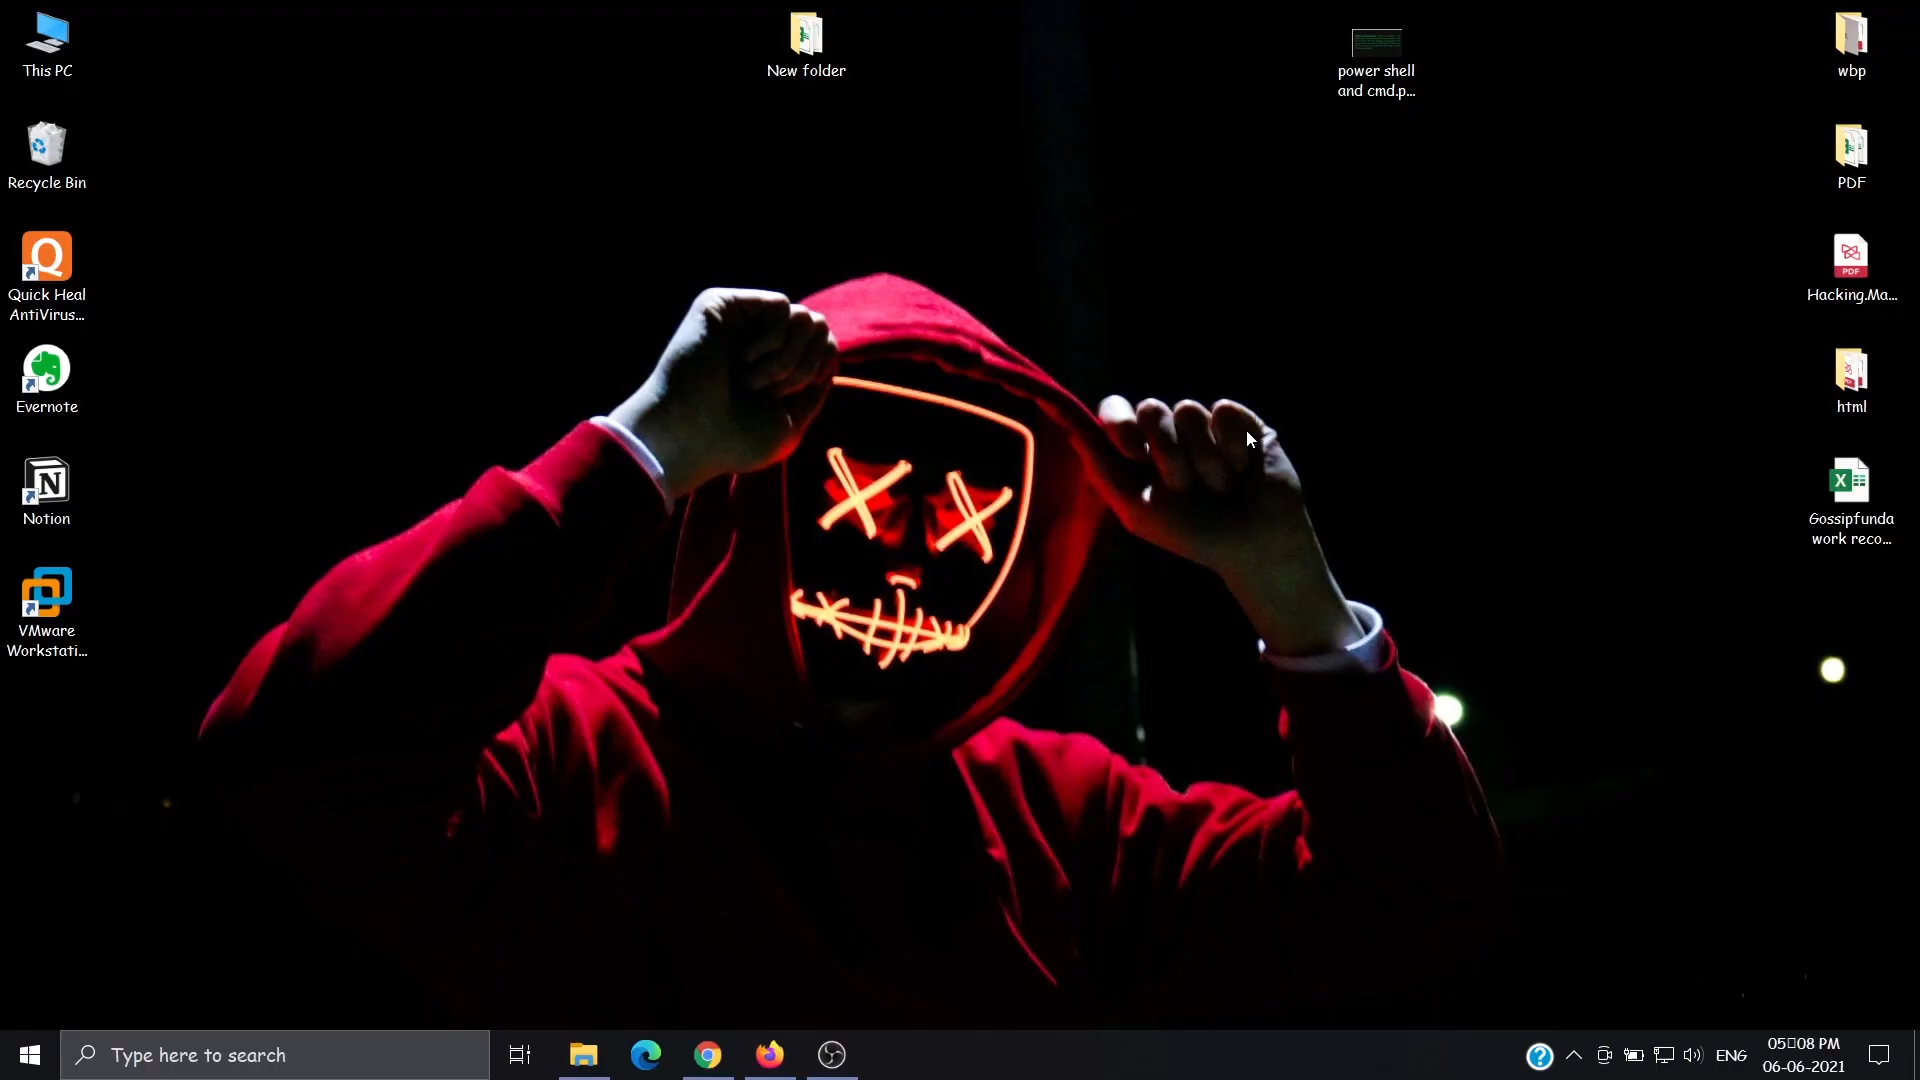 This PC
Recycle Bin
Quick Heal
AntiVirus...
Evernote
N
Notion
VMware
Workstati...
New folder
power shell
and cmd.p...
wbp
PDF
PDF
Hacking.Ma...
html
X
Gossipfunda
work reco...
Type here to search
ENG
05▯08 PM
06-06-2021